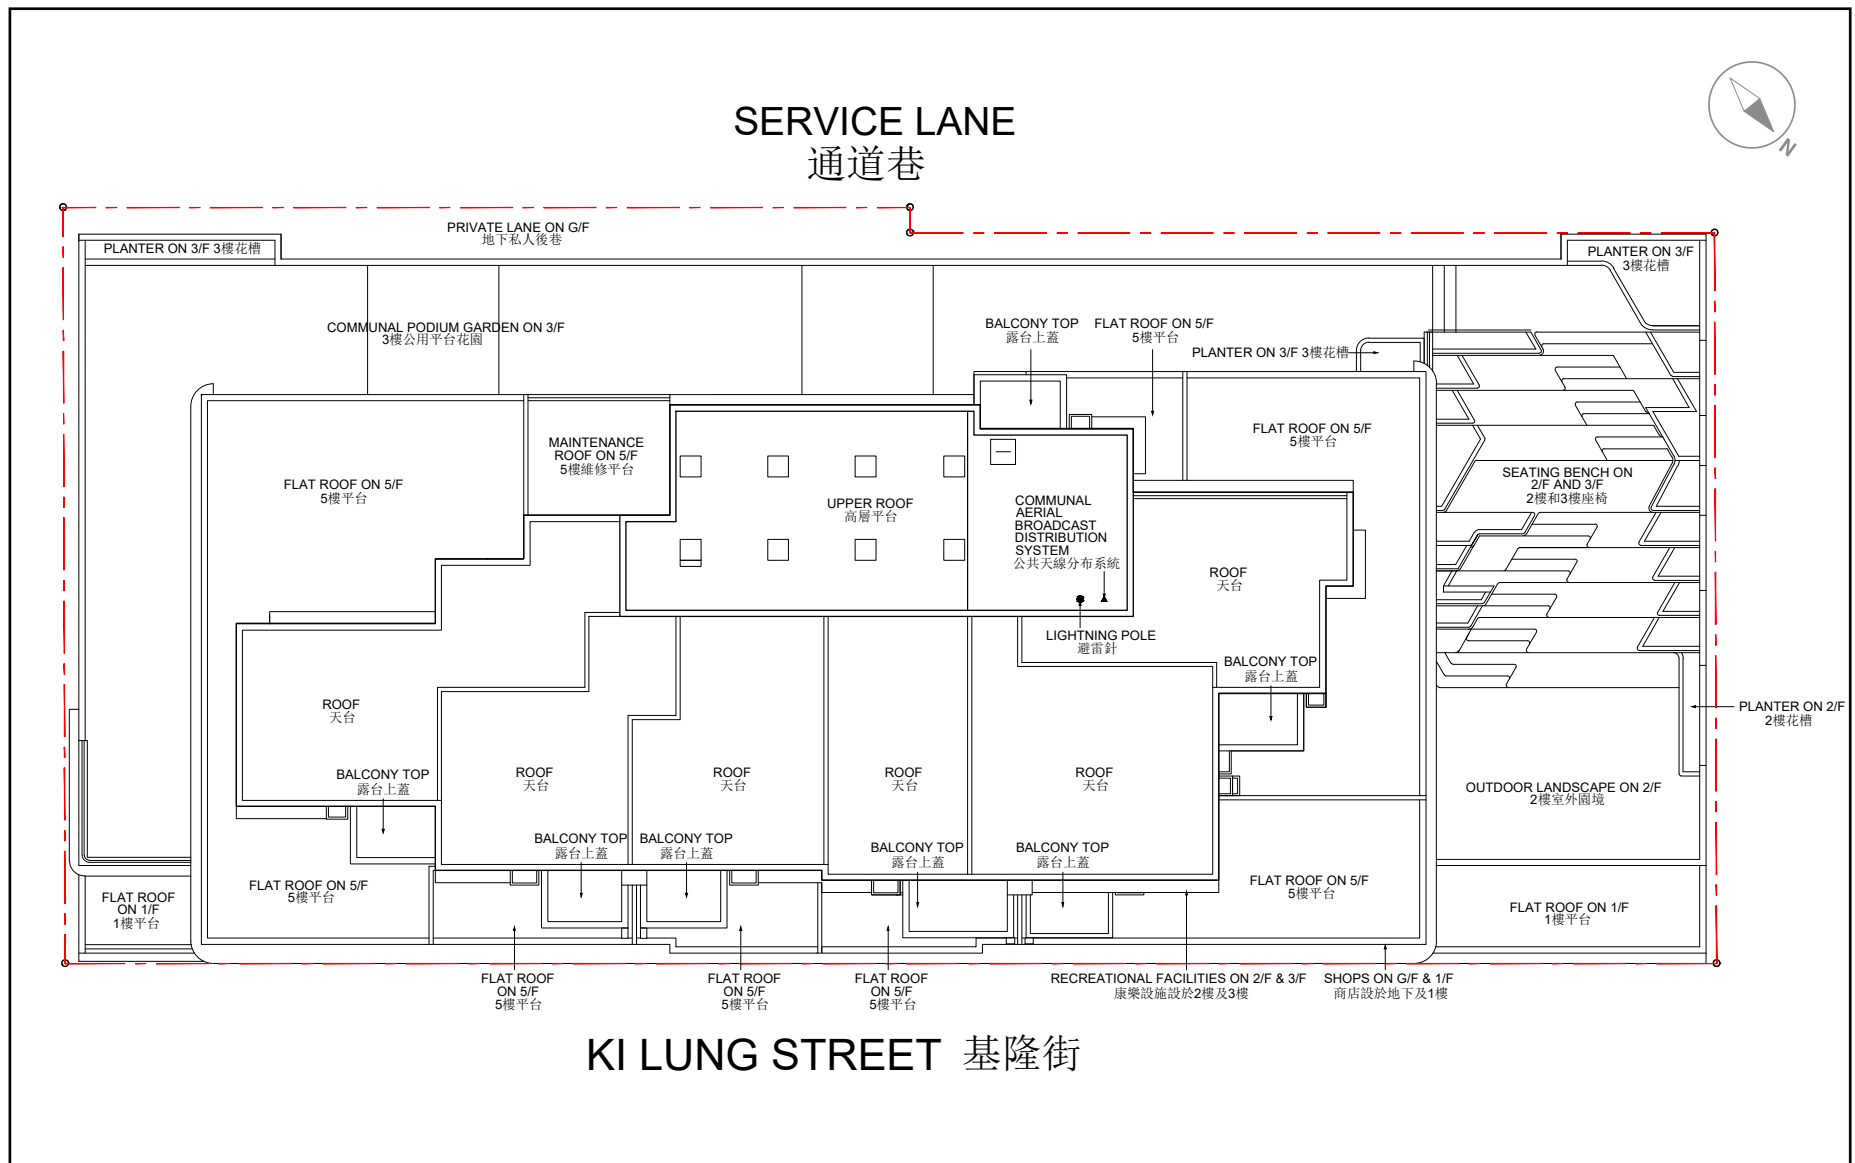 SERVICE LANE
通道巷
N
PRIVATE LANE ON G/F
地下私人後巷
PLANTER ON 3/F 3樓花槽
PLANTER ON 3/F
3樓花槽
COMMUNAL PODIUM GARDEN ON 3/F
3樓公用平台花園
BALCONY TOP
露台上蓋
FLAT ROOF ON 5/F
5樓平台
PLANTER ON 3/F 3樓花槽
MAINTENANCE
ROOF ON 5/F
5樓維修平台
FLAT ROOF ON 5/F
5樓平台
FLAT ROOF ON 5/F
5樓平台
UPPER ROOF
高層平台
COMMUNAL
AERIAL
BROADCAST
DISTRIBUTION
SYSTEM
公共天線分布系統
SEATING BENCH ON
2/F AND 3/F
2樓和3樓座椅
ROOF
天台
LIGHTNING POLE
避雷針
BALCONY TOP
露台上蓋
ROOF
天台
PLANTER ON 2/F
2樓花槽
BALCONY TOP
露台上蓋
ROOF
天台
ROOF
天台
ROOF
天台
ROOF
天台
OUTDOOR LANDSCAPE ON 2/F
2樓室外園境
BALCONY TOP
露台上蓋
BALCONY TOP
露台上蓋
BALCONY TOP
露台上蓋
BALCONY TOP
露台上蓋
FLAT ROOF
ON 1/F
1樓平台
FLAT ROOF ON 5/F
5樓平台
FLAT ROOF ON 5/F
5樓平台
FLAT ROOF ON 1/F
1樓平台
FLAT ROOF
ON 5/F
5樓平台
FLAT ROOF
ON 5/F
5樓平台
FLAT ROOF
ON 5/F
5樓平台
RECREATIONAL FACILITIES ON 2/F & 3/F
康樂設施設於2樓及3樓
SHOPS ON G/F & 1/F
商店設於地下及1樓
KI LUNG STREET 基隆街